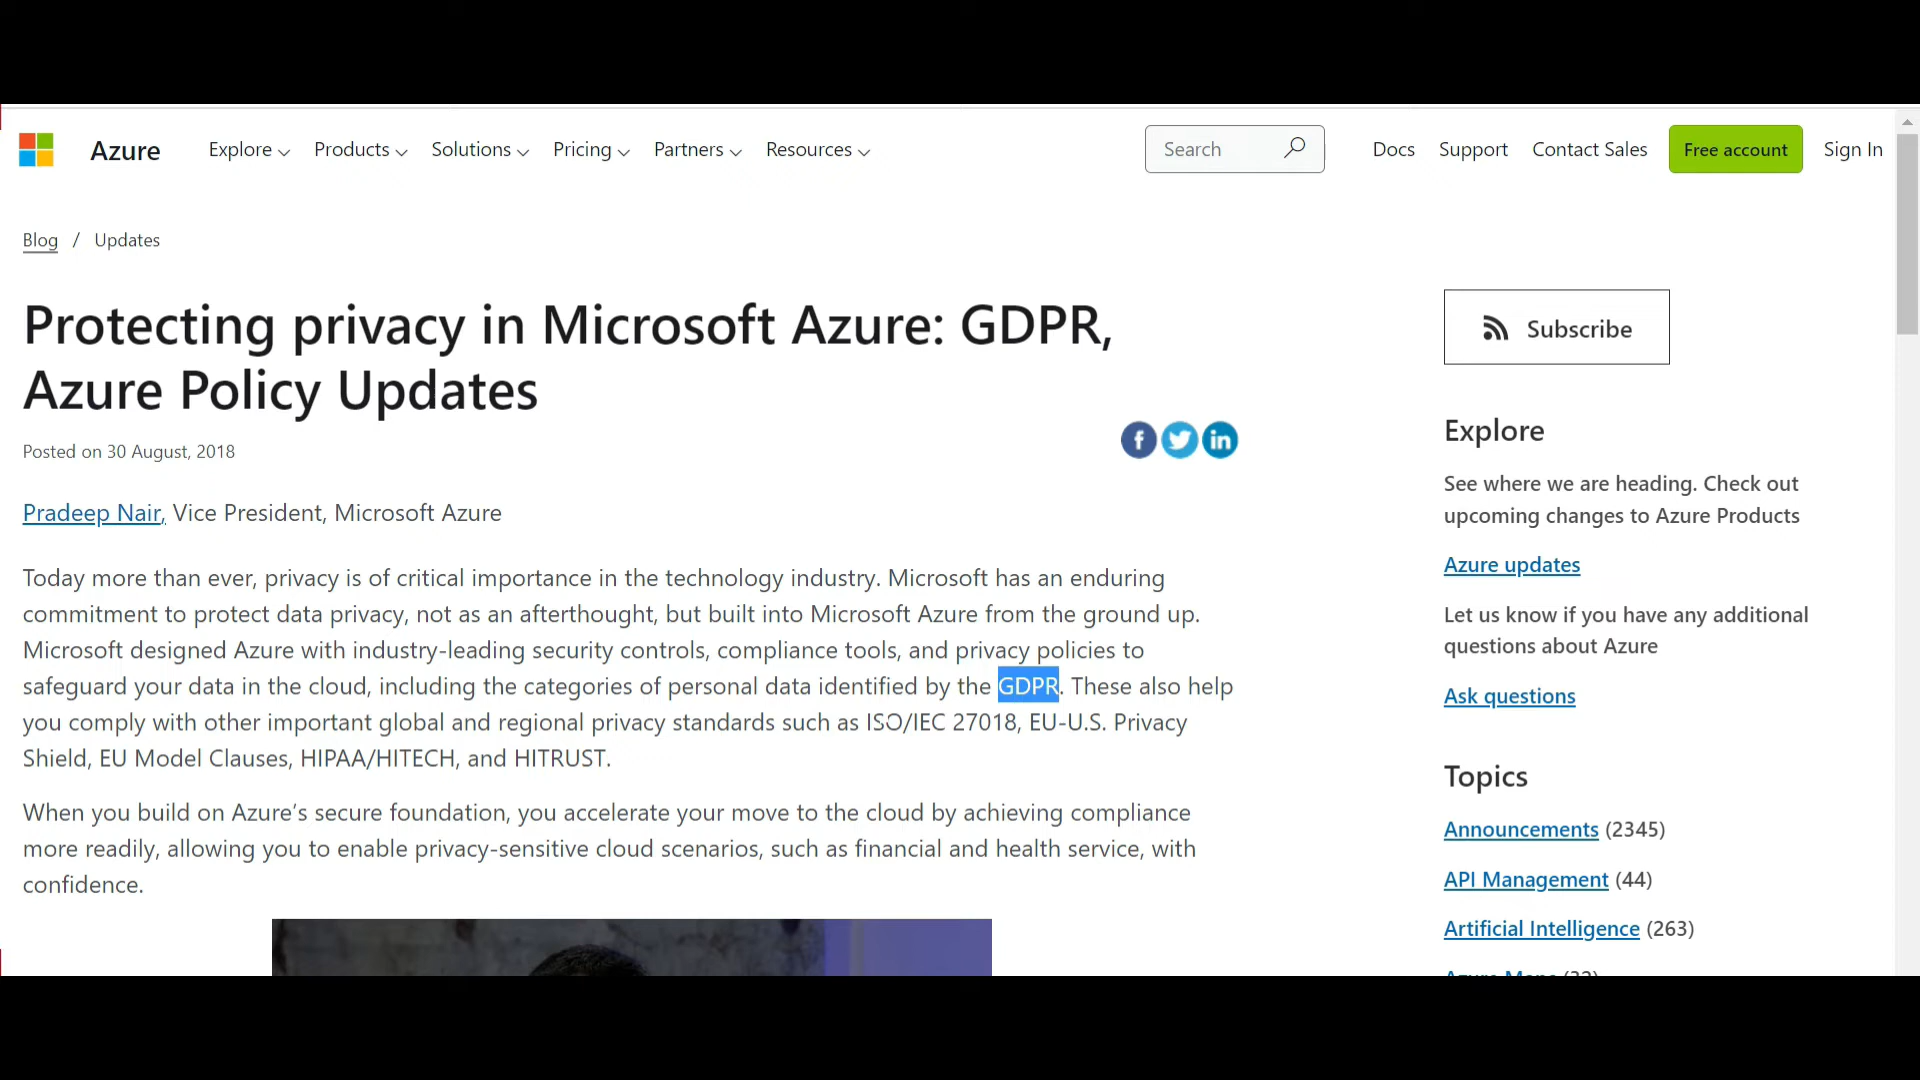 Azure Explore Products Solutions Pricing Partners Resources Search Docs Support Contact Sales Free account Sign In
Blog / Updates
Protecting privacy in Microsoft Azure: GDPR,
Azure Policy Updates
Posted on 30 August, 2018
Pradeep Nair, Vice President, Microsoft Azure
Today more than ever, privacy is of critical importance in the technology industry. Microsoft has an enduring
commitment to protect data privacy, not as an afterthought, but built into Microsoft Azure from the ground up.
Microsoft designed Azure with industry-leading security controls, compliance tools, and privacy policies to
safeguard your data in the cloud, including the categories of personal data identified by the GDPR. These also help
you comply with other important global and regional privacy standards such as ISO/IEC 27018, EU-U.S. Privacy
Shield, EU Model Clauses, HIPAA/HITECH, and HITRUST.
When you build on Azure’s secure foundation, you accelerate your move to the cloud by achieving compliance
more readily, allowing you to enable privacy-sensitive cloud scenarios, such as financial and health service, with
confidence.
Subscribe
Explore
See where we are heading. Check out
upcoming changes to Azure Products
Azure updates
Let us know if you have any additional
questions about Azure
Ask questions
Topics
Announcements (2345)
API Management (44)
Artificial Intelligence (263)